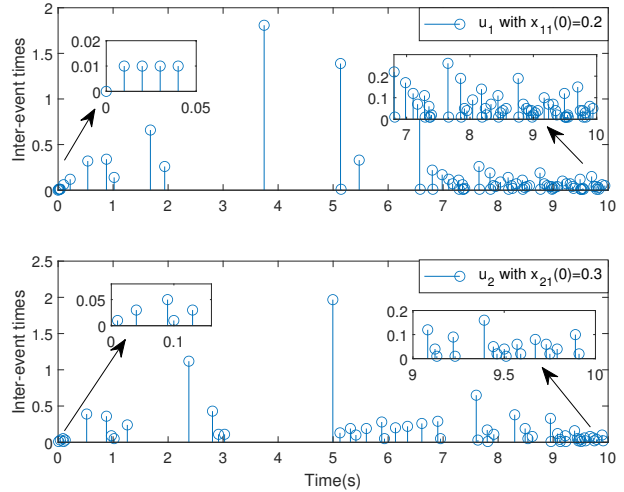 2
1.5
1
0.5
0
Inter-event times
0 1 2 3 4 5 6 7 8 9 10
u1 with x11(0)=0.2
0.02
0.01
0
0 0.05
0.2
0.1
0
7 8 9 10
2.5
2
1.5
1
0.5
0
Inter-event times
0 1 2 3 4 5 6 7 8 9 10
Time(s)
u2 with x21(0)=0.3
0.05
0
0 0.1
0.2
0.1
0
9 9.5 10